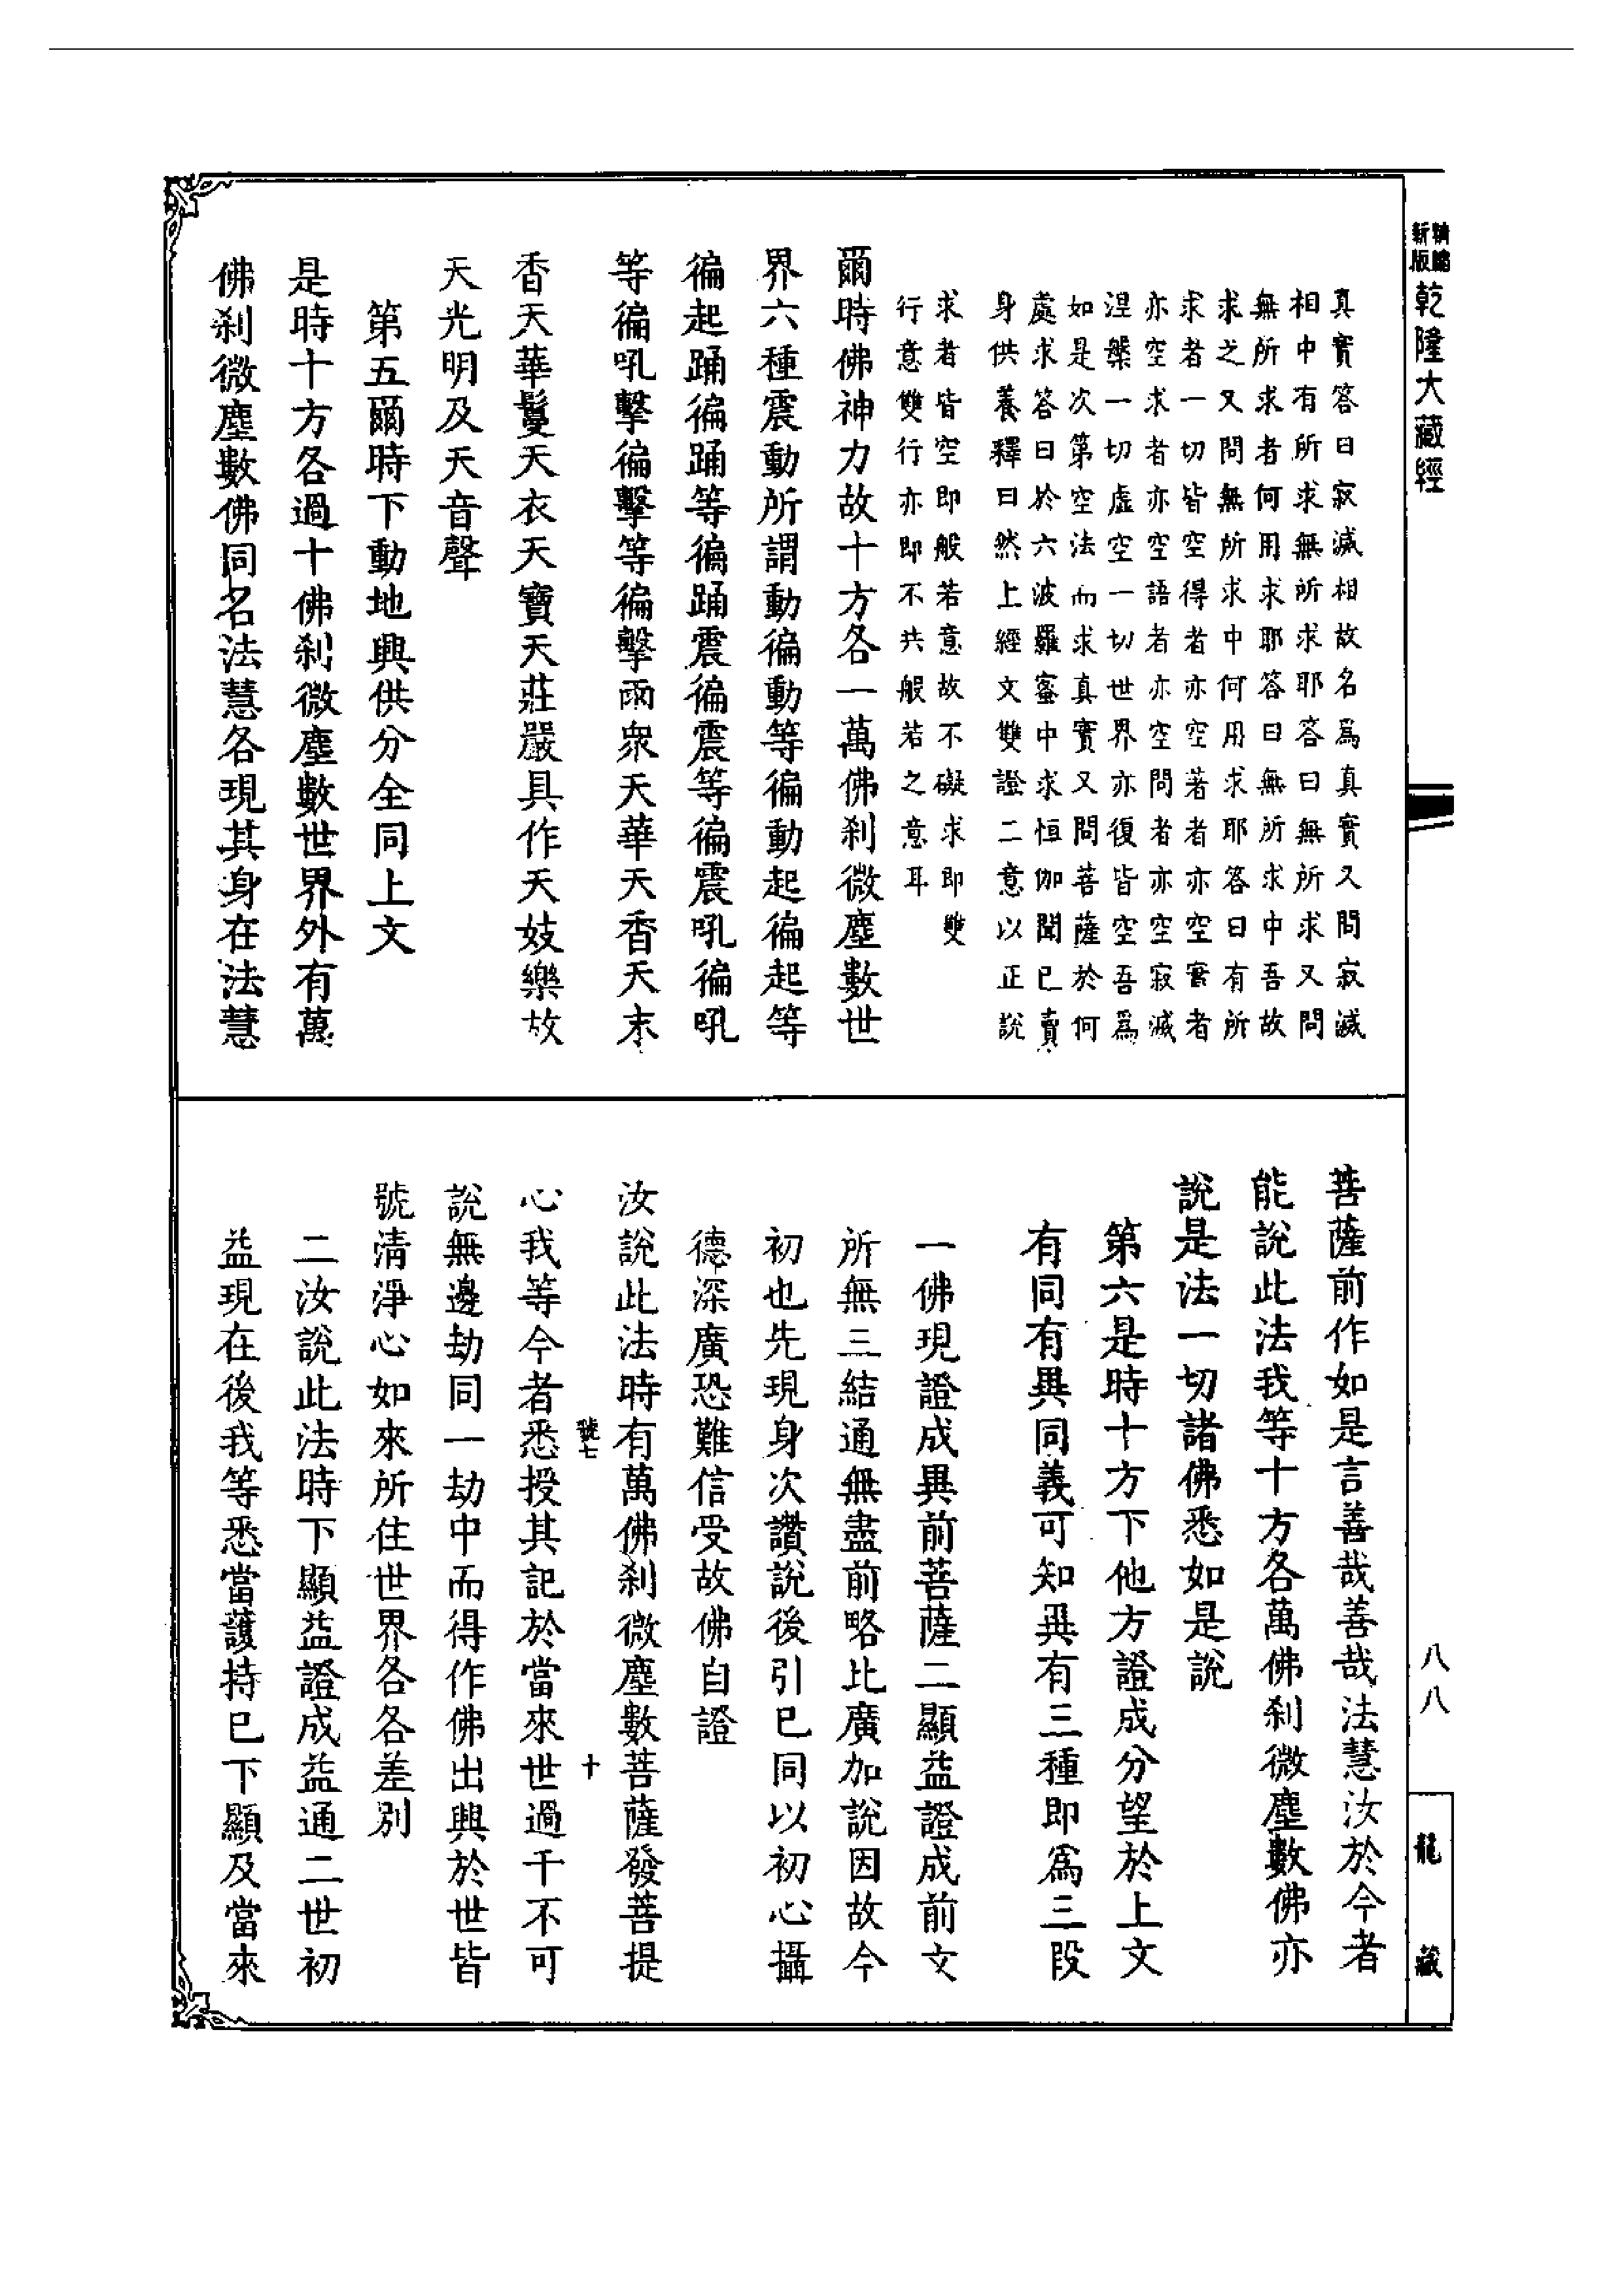 新版
精縮
乾隆大藏經
真實答曰寂滅相故名為真實又問寂滅
相中有所求無所求耶答曰無所求又問
無所求者何用求耶答曰無所求中吾故
求之又問無所求中何用求耶答曰有所
求者一切皆空得者亦空著者亦空實者
亦空求者亦空語者亦空問者亦空寂滅
涅槃一切虛空一切世界亦復皆空吾為
如是次第空法而求真實又問菩薩於何
處求答曰於六波羅蜜中求恒伽聞已賣
身供養釋曰然上經文雙證二意以正說
求者皆空即般若意故不礙求即雙
行意雙行亦即不共般若之意耳
爾時佛神力故十方各一萬佛刹微塵數世
界六種震動所謂動徧動等徧動起徧起等
徧起踊徧踊等徧踊震徧震等徧震吼徧吼
等徧吼擊徧擊等徧擊雨衆天華天香天末
香天華鬘天衣天寶天莊嚴具作天妓樂放
天光明及天音聲
第五爾時下動地興供分全同上文
是時十方各過十佛刹微塵數世界外有萬
佛刹微塵數佛同名法慧各現其身在法慧
菩薩前作如是言善哉善哉法慧汝於今者
能說此法我等十方各萬佛刹微塵數佛亦
說是法一切諸佛悉如是說
第六是時十方下他方證成分望於上文
有同有異同義可知異有三種即為三段
一佛現證成異前菩薩二顯益證成前文
所無三結通無盡前略比廣加說因故今
初也先現身次讚說後引已同以初心攝
德深廣恐難信受故佛自證
汝說此法時有萬佛刹微塵數菩薩發菩提
號七
十
心我等今者悉授其記於當來世過千不可
說無邊劫同一劫中而得作佛出興於世皆
號清淨心如來所住世界各各差別
二汝說此法時下顯益證成益通二世初
益現在後我等悉當護持已下顯及當來
八八
龍藏